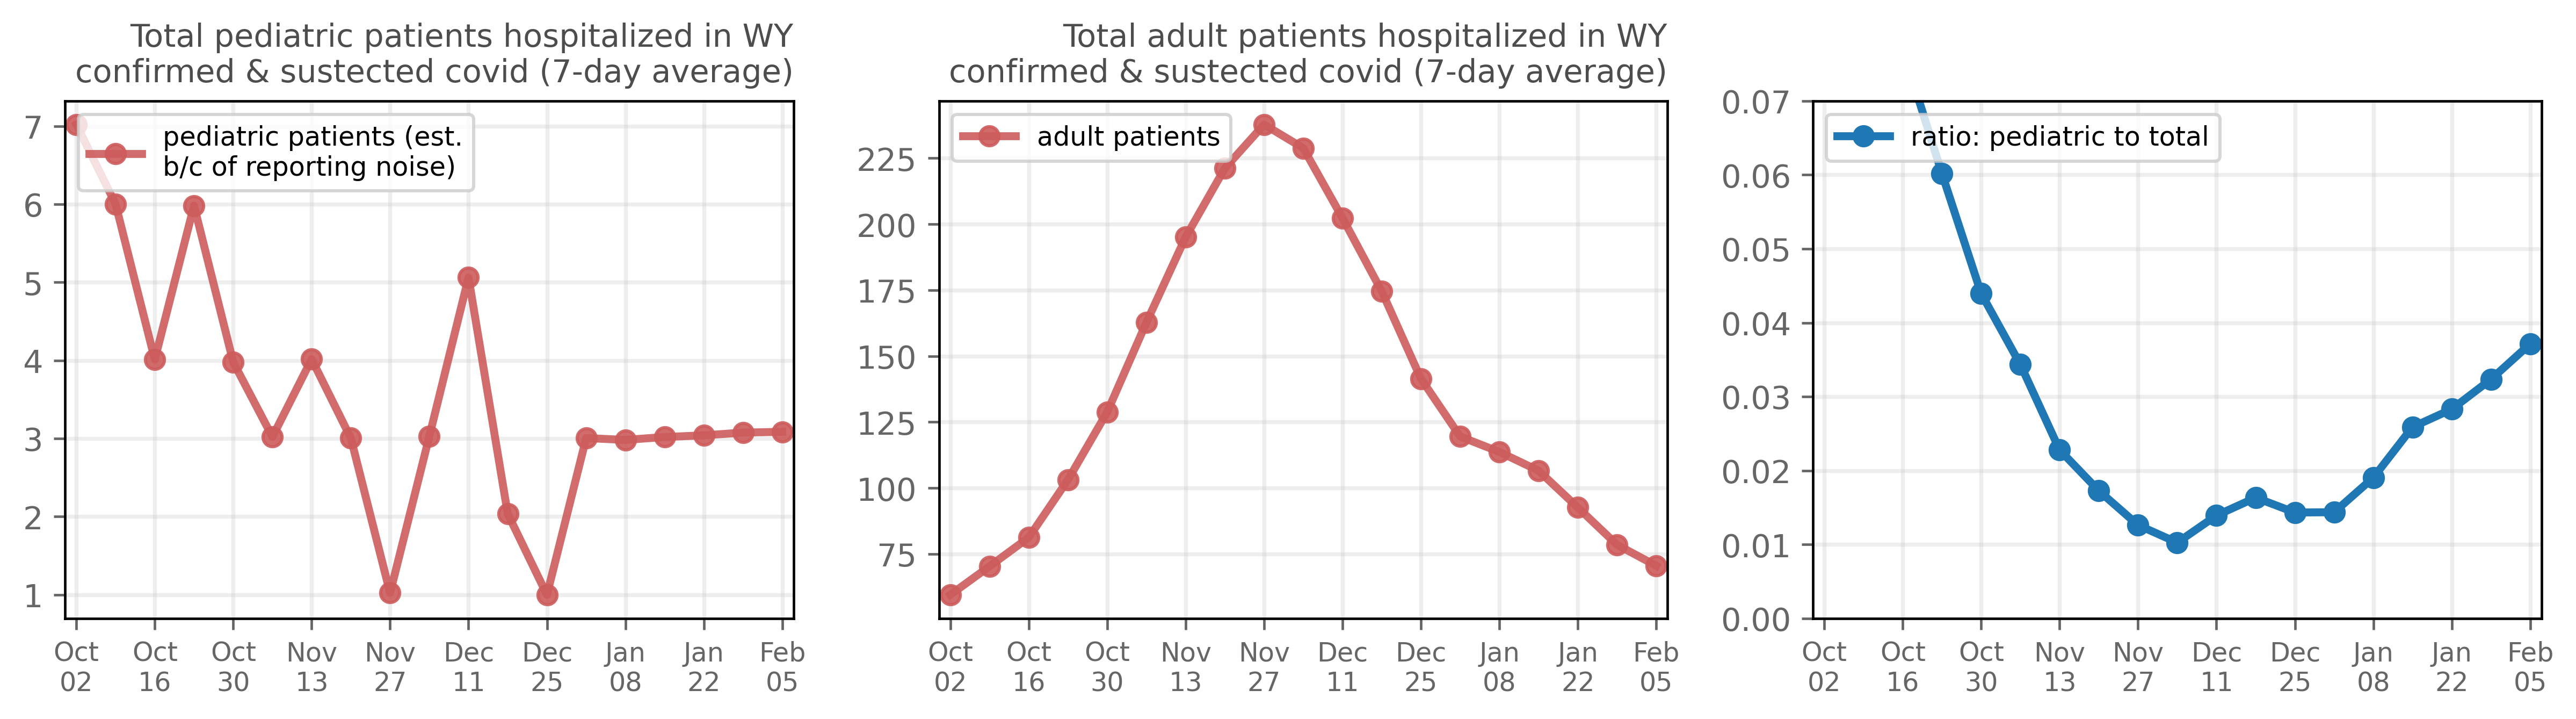 Total pediatric patients hospitalized in WY
confirmed & sustected covid (7-day average)
pediatric patients (est.
b/c of reporting noise)
7
6
5
4
3
2
1
Oct Oct Oct Nov Nov Dec Dec Jan Jan Feb
02 16 30 13 27 11 25 08 22 05
Total adult patients hospitalized in WY
confirmed & sustected covid (7-day average)
adult patients
225
200
175
150
125
100
75
Oct Oct Oct Nov Nov Dec Dec Jan Jan Feb
02 16 30 13 27 11 25 08 22 05
ratio: pediatric to total
0.07
0.06
0.05
0.04
0.03
0.02
0.01
0.00
Oct Oct Oct Nov Nov Dec Dec Jan Jan Feb
02 16 30 13 27 11 25 08 22 05